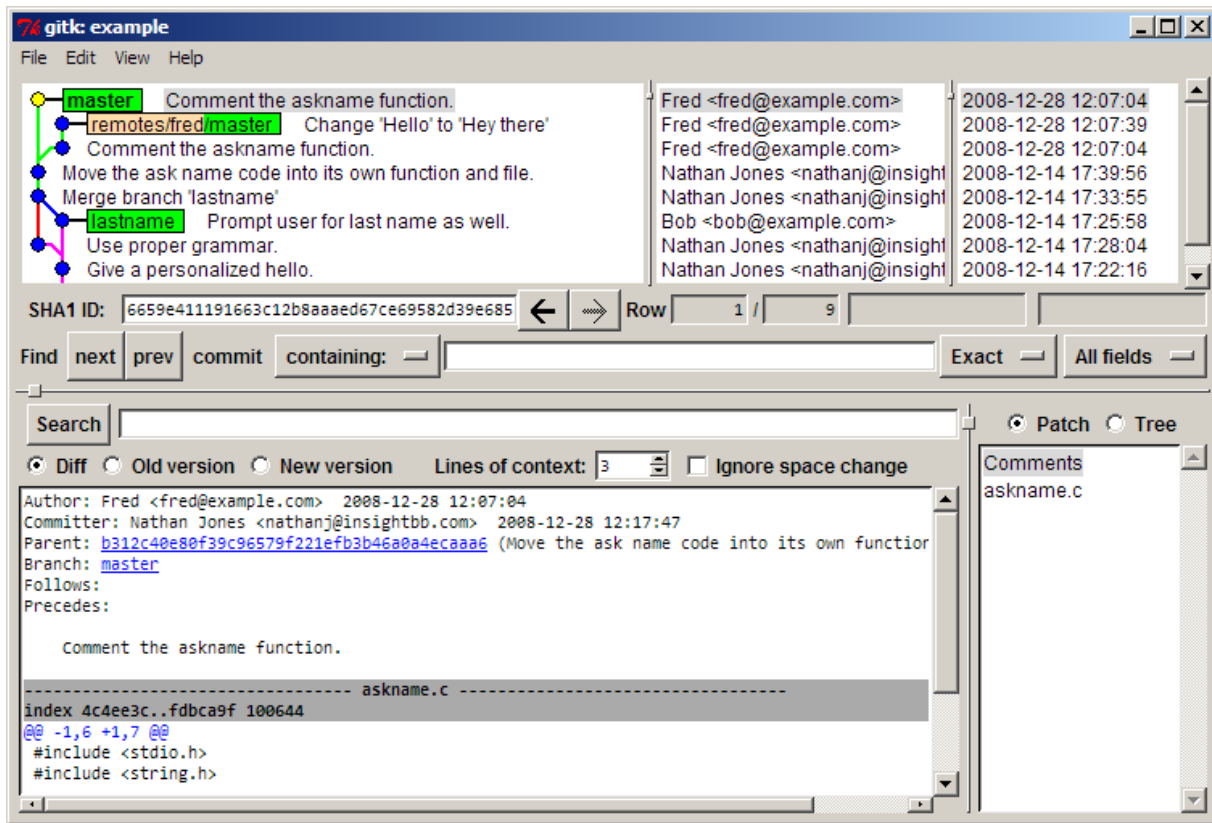 gitk: example
File Edit View Help
master Comment the askname function. Fred <fred@example.com> 2008-12-28 12:07:04
remotes/fred/master Change 'Hello' to 'Hey there' Fred <fred@example.com> 2008-12-28 12:07:39
Comment the askname function. Fred <fred@example.com> 2008-12-28 12:07:04
Move the ask name code into its own function and file. Nathan Jones <nathanj@insight 2008-12-14 17:39:56
Merge branch 'lastname' Nathan Jones <nathanj@insight 2008-12-14 17:33:55
lastname Prompt user for last name as well. Bob <bob@example.com> 2008-12-14 17:25:58
Use proper grammar. Nathan Jones <nathanj@insight 2008-12-14 17:28:04
Give a personalized hello. Nathan Jones <nathanj@insight 2008-12-14 17:22:16
SHA1 ID: 6659e411191663c12b8aaaed67ce69582d39e685 Row 1 / 9
Find next prev commit containing: Exact All fields
Search Patch Tree
Diff Old version New version Lines of context: 3 Ignore space change
Comments
askname.c
Author: Fred <fred@example.com> 2008-12-28 12:07:04
Committer: Nathan Jones <nathanj@insightbb.com> 2008-12-28 12:17:47
Parent: b312c40e80f39c96579f221efb3b46a0a4ecaaa6 (Move the ask name code into its own function
Branch: master
Follows:
Precedes:
Comment the askname function.
---------------------------------- askname.c ----------------------------------
index 4c4ee3c..fdbca9f 100644
@@ -1,6 +1,7 @@
#include <stdio.h>
#include <string.h>